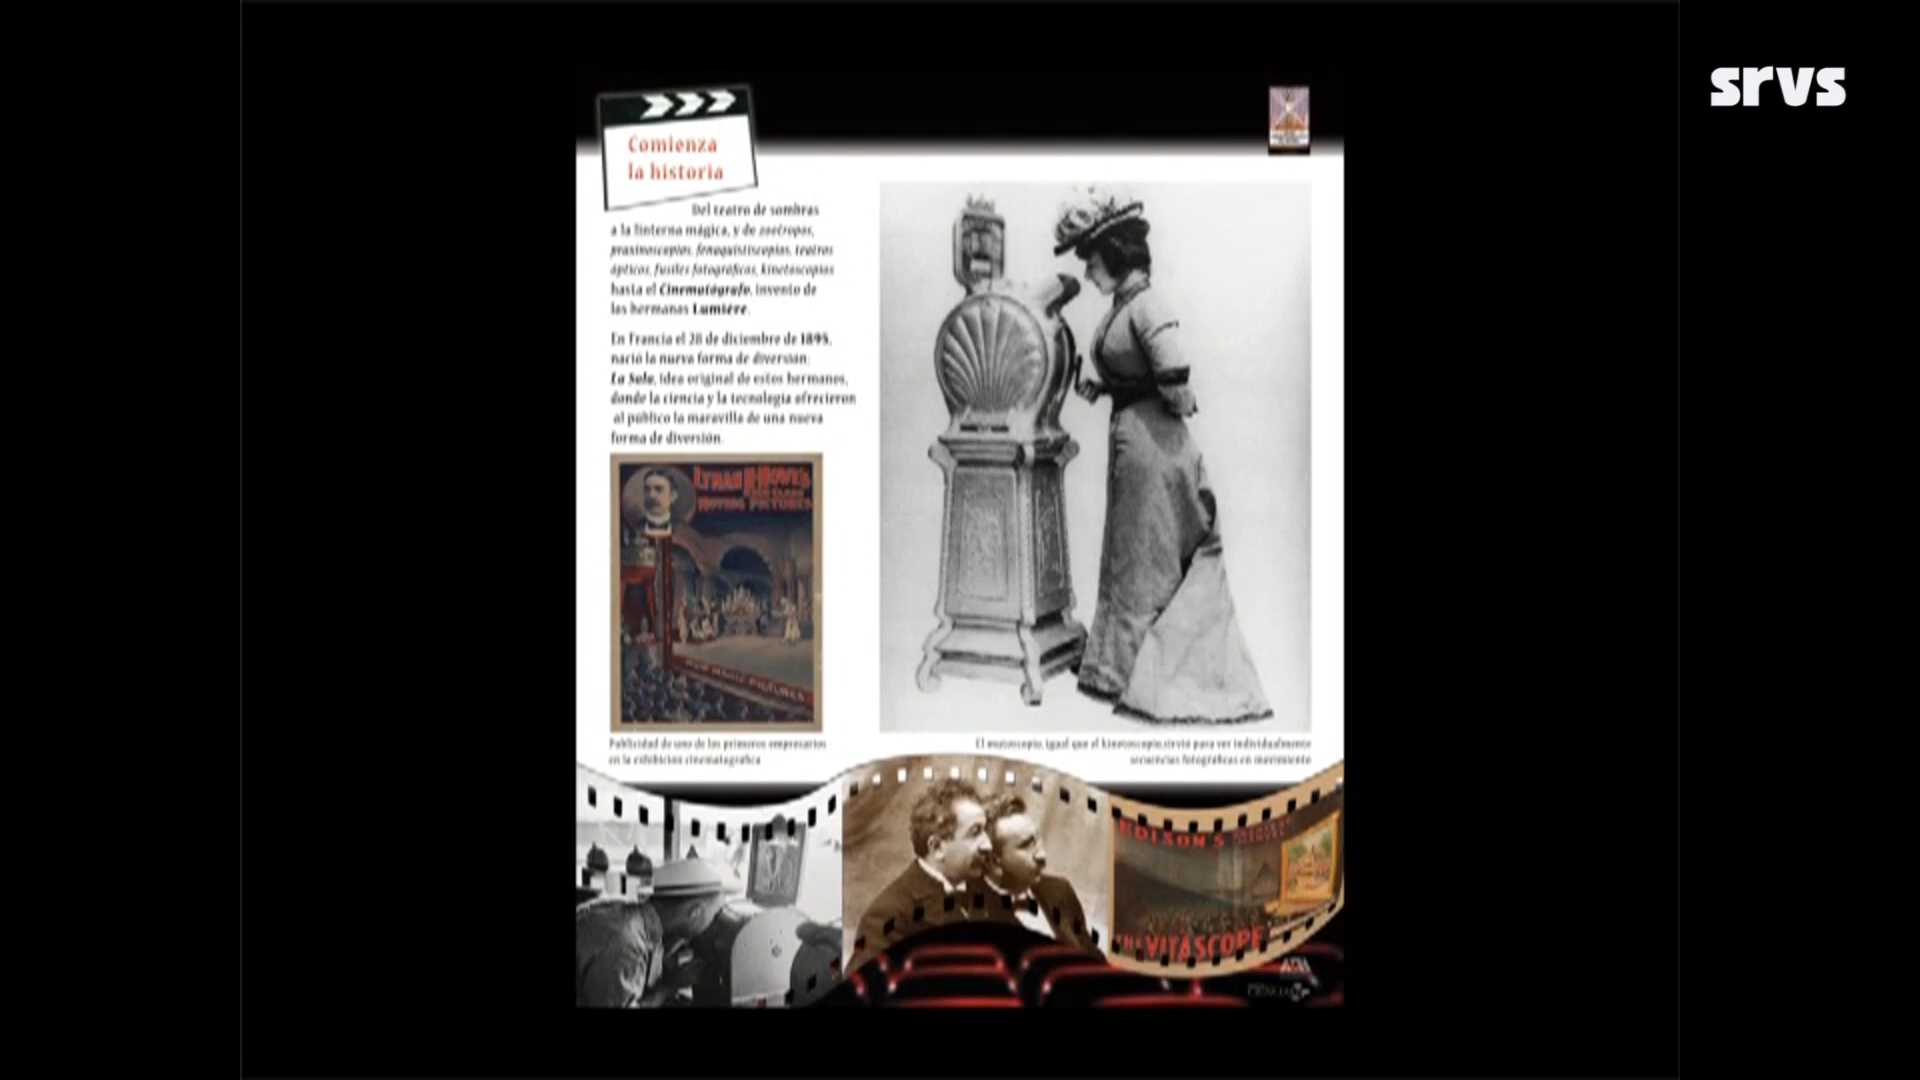 srvs
Comienza
la historia
Del teatro de sombras
a la linterna mágica, y de zoótropos,
praxinoscopios, fenaquistiscopios, teatros
ópticos, fusiles fotográficos, kinetoscopios
hasta el Cinematógrafo, invento de
los hermanos Lumière.
En Francia el 28 de diciembre de 1895,
nació la nueva forma de diversión:
La Sala, idea original de estos hermanos,
donde la ciencia y la tecnología ofrecieron
al público la maravilla de una nueva
forma de diversión.
LYMAN H. HOWE'S
MOVING PICTURES
Publicidad de uno de los primeros empresarios
en la exhibición cinematográfica
El mutoscopio, igual que el kinetoscopio, sirvió para ver individualmente
secuencias fotográficas en movimiento
EDISON'S
THE VITASCOPE